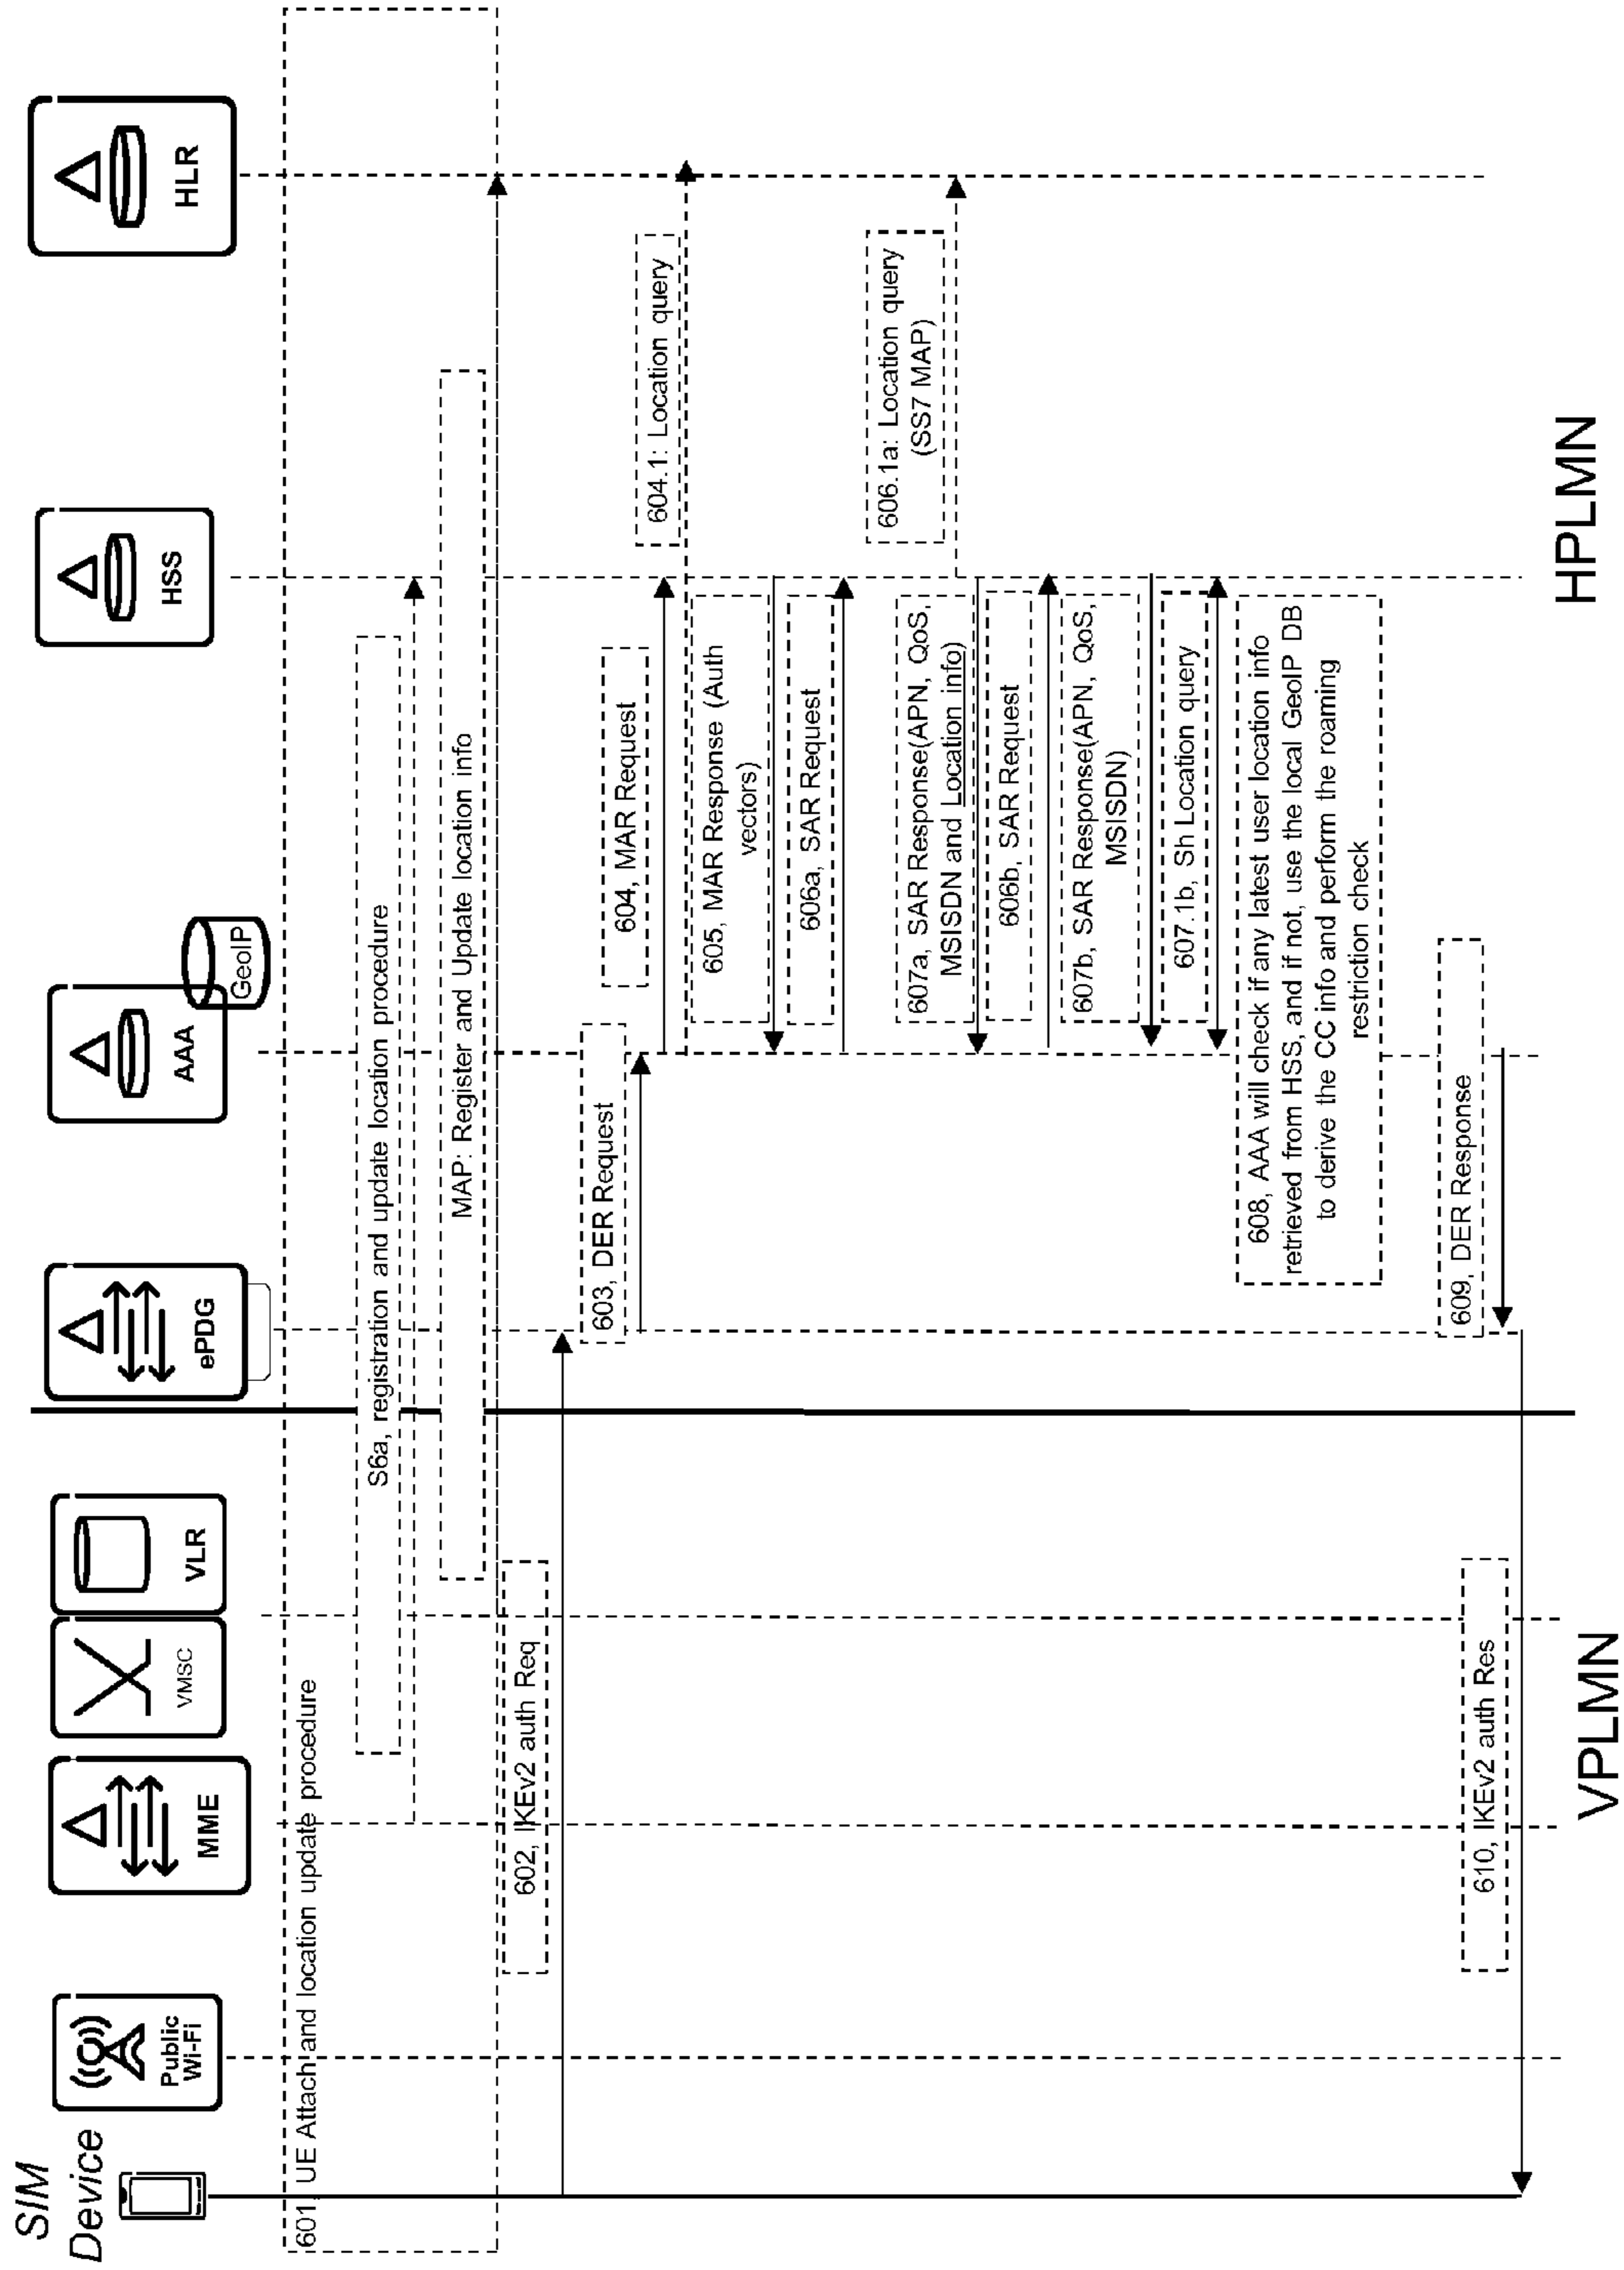 SIM
Device
Public
Wi-Fi
MME
VMSC
VLR
ePDG
AAA
GeoIP
HSS
HLR
601, UE Attach and location update procedure
S6a, registration and update location procedure
MAP: Register and Update location info
602, IKEv2 auth Req
603, DER Request
604, MAR Request
604.1: Location query
605, MAR Response (Auth
vectors)
606a, SAR Request
606.1a: Location query
(SS7 MAP)
607a, SAR Response(APN, QoS,
MSISDN and Location info)
606b, SAR Request
607b, SAR Response(APN, QoS,
MSISDN)
607.1b, Sh Location query
608, AAA will check if any latest user location info
retrieved from HSS, and if not, use the local GeoIP DB
to derive the CC info and perform the roaming
restriction check
609, DER Response
610, IKEv2 auth Res
VPLMN
HPLMN